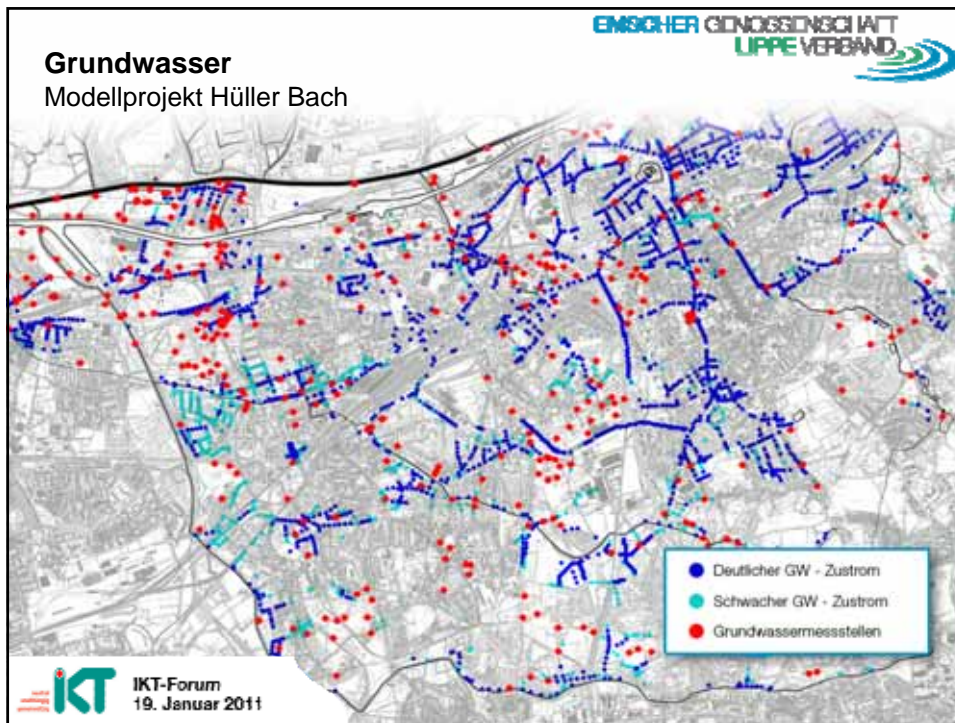 EMSCHER GENOSSENSCHAFT
LIPPE VERBAND
Grundwasser
Modellprojekt Hüller Bach
Deutlicher GW - Zustrom
Schwacher GW - Zustrom
Grundwassermessstellen
IKT
IKT-Forum
19. Januar 2011